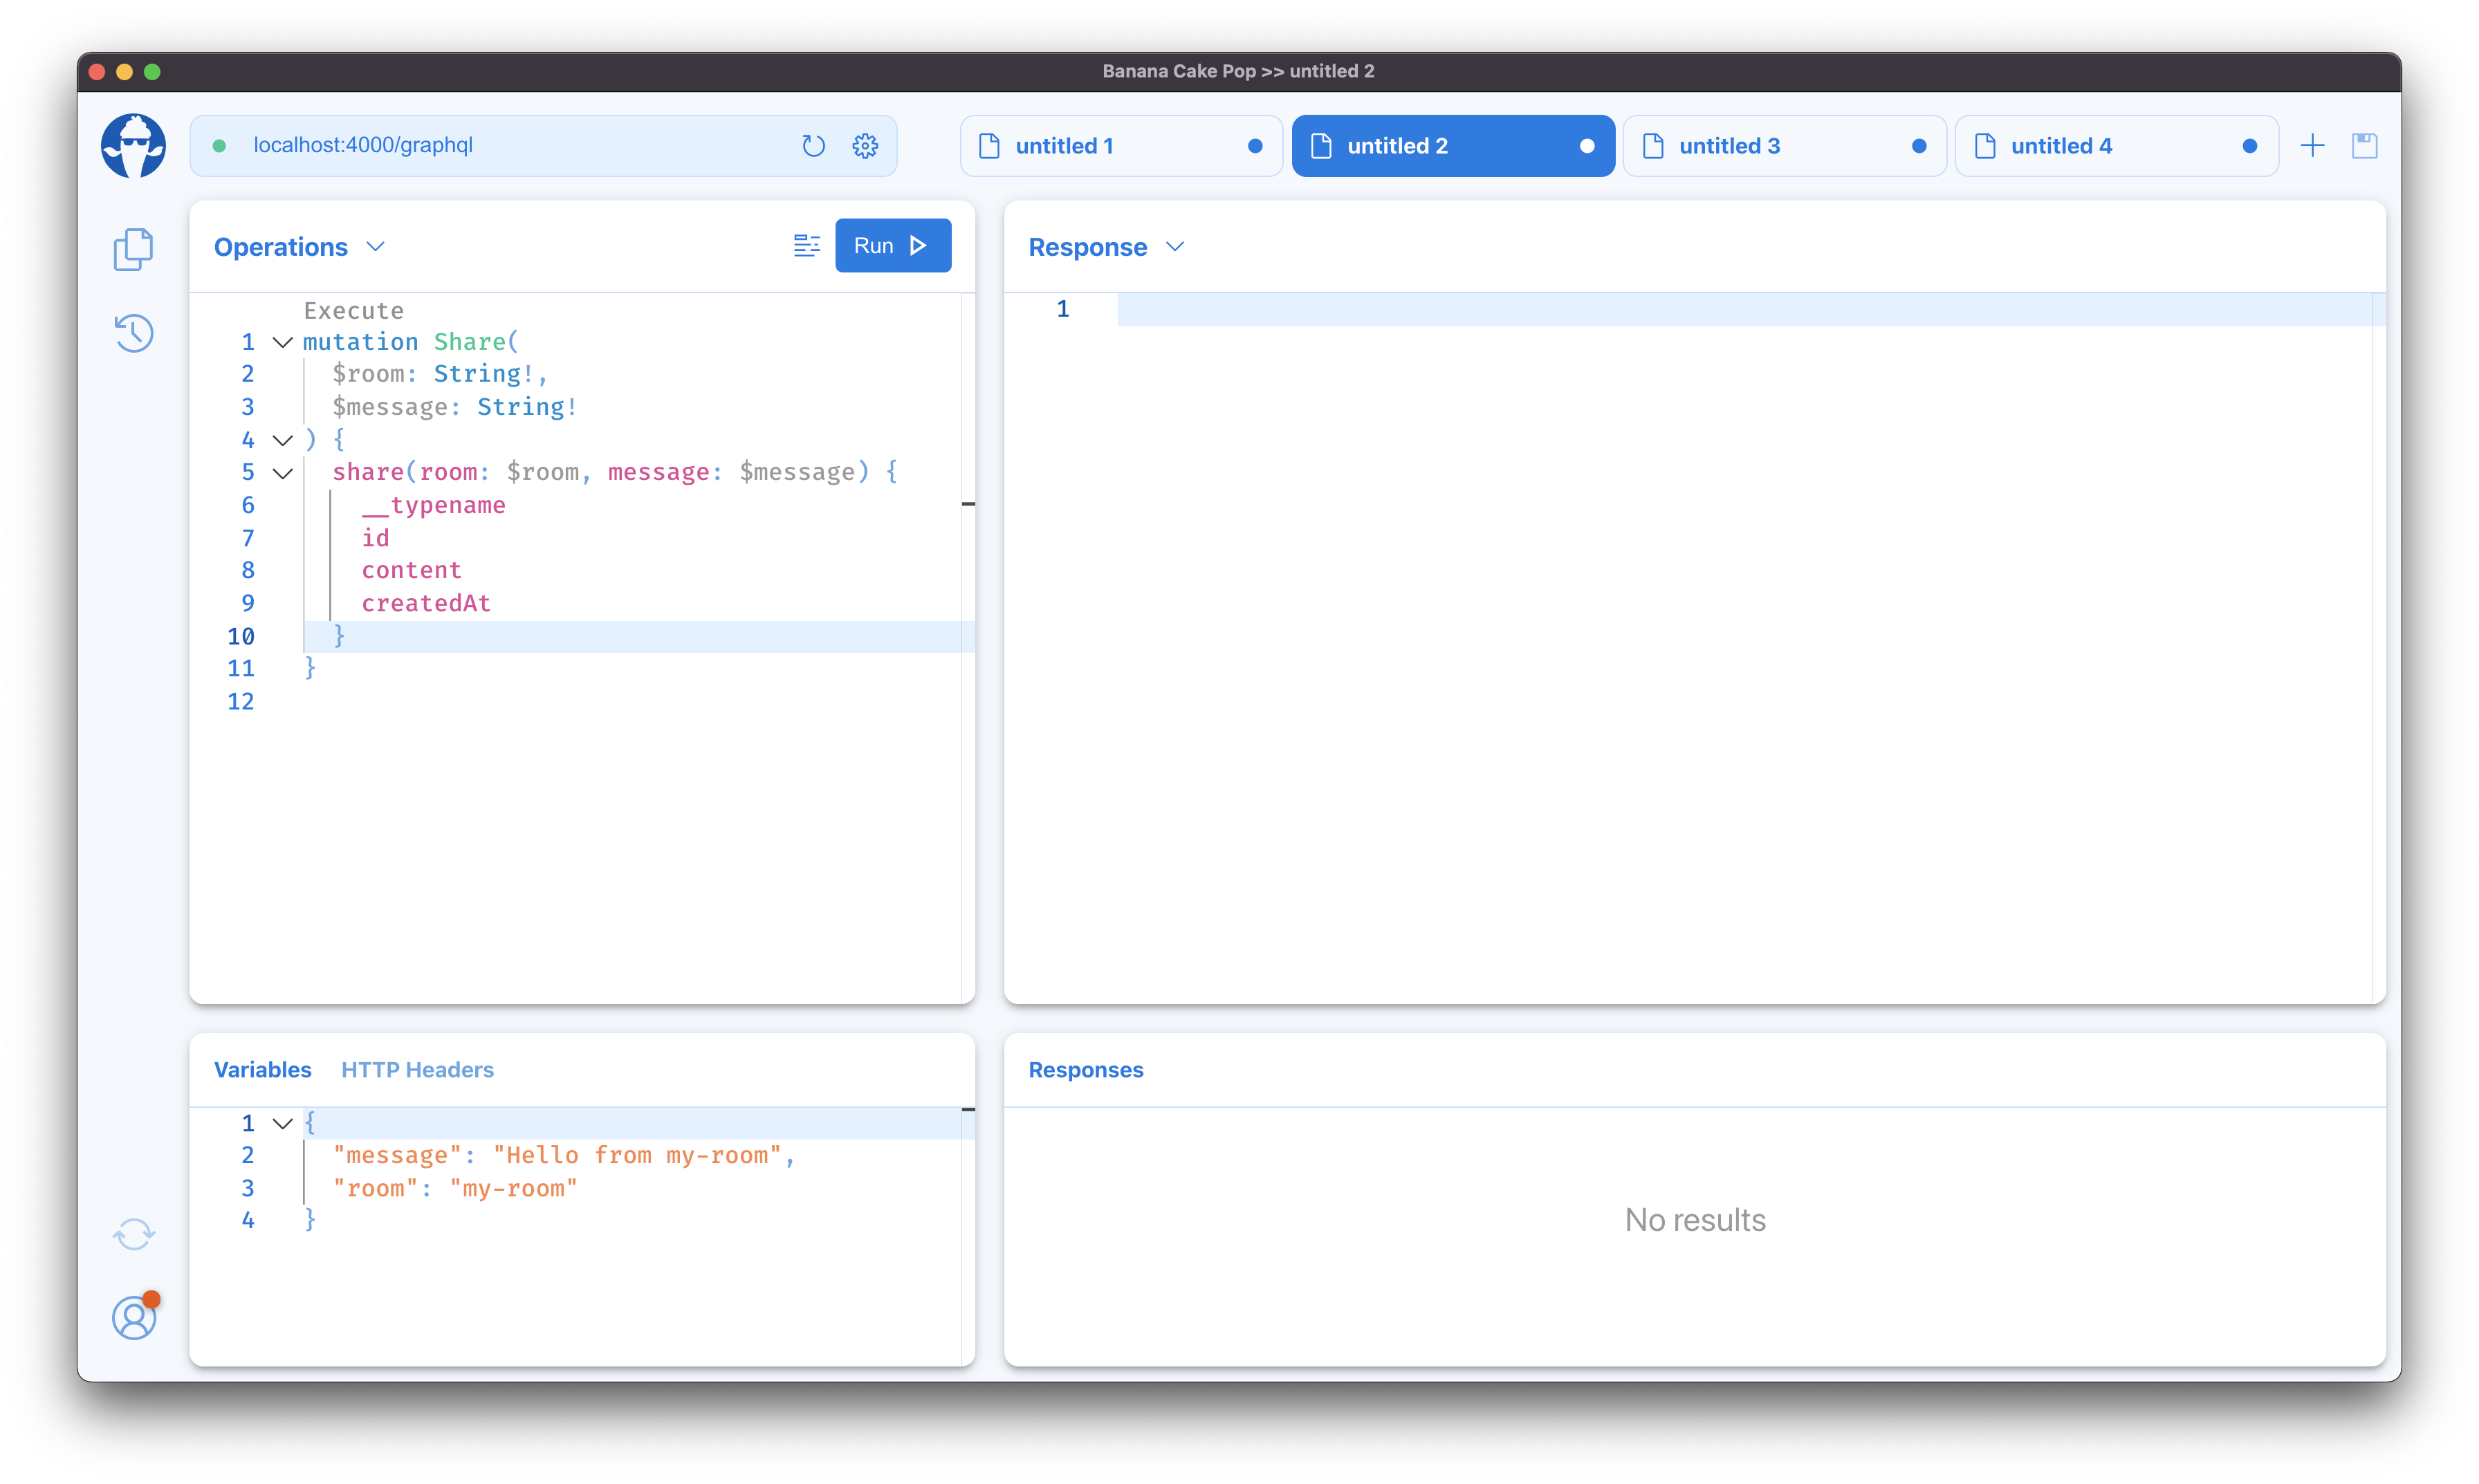 Banana Cake Pop >> untitled 2
localhost:4000/graphql
untitled 1
untitled 2
untitled 3
untitled 4
Operations
Run
Execute
1 mutation Share(
2 $room: String!,
3 $message: String!
4 ) {
5 share(room: $room, message: $message) {
6 __typename
7 id
8 content
9 createdAt
10 }
11 }
12
Response
1
Variables HTTP Headers
1 {
2 "message": "Hello from my-room",
3 "room": "my-room"
4 }
Responses
No results